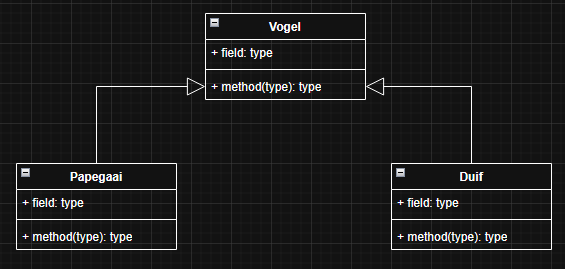 Vogel
+ field: type
+ method(type): type
Papegaai
+ field: type
+ method(type): type
Duif
+ field: type
+ method(type): type